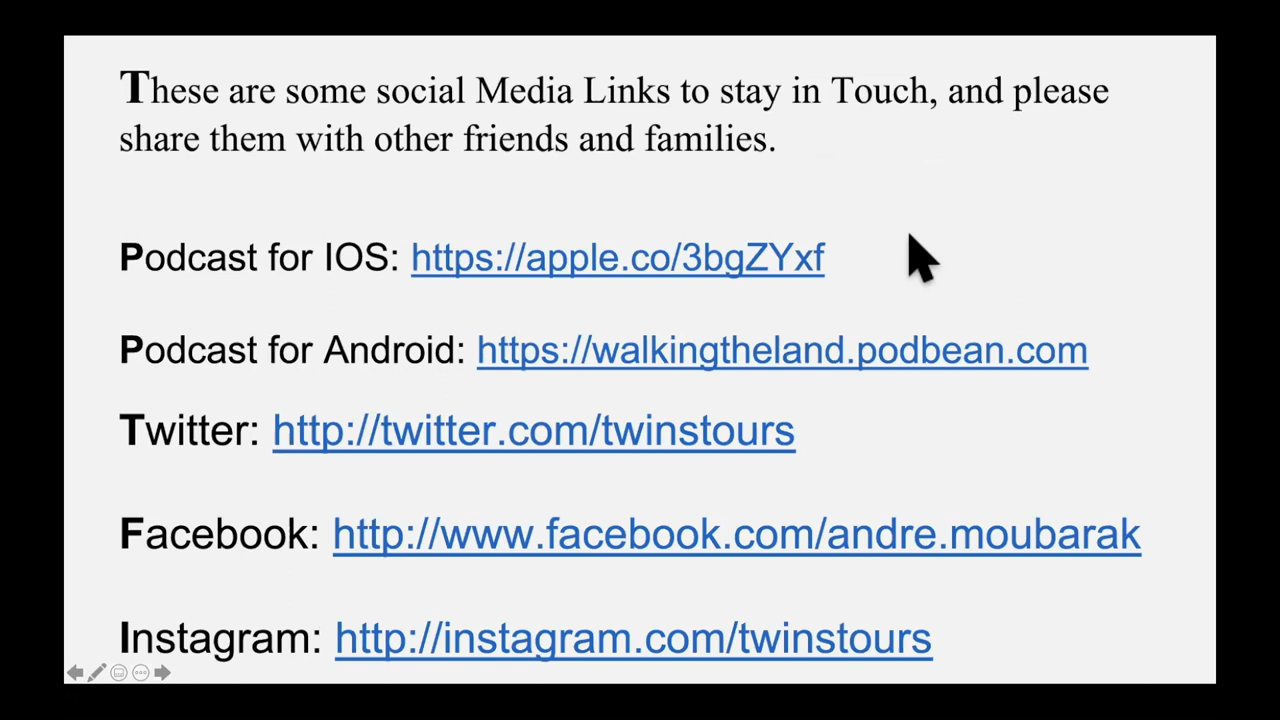 These are some social Media Links to stay in Touch, and please
share them with other friends and families.
Podcast for IOS: https://apple.co/3bgZYxf
Podcast for Android: https://walkingtheland.podbean.com
Twitter: http://twitter.com/twinstours
Facebook: http://www.facebook.com/andre.moubarak
Instagram: http://instagram.com/twinstours